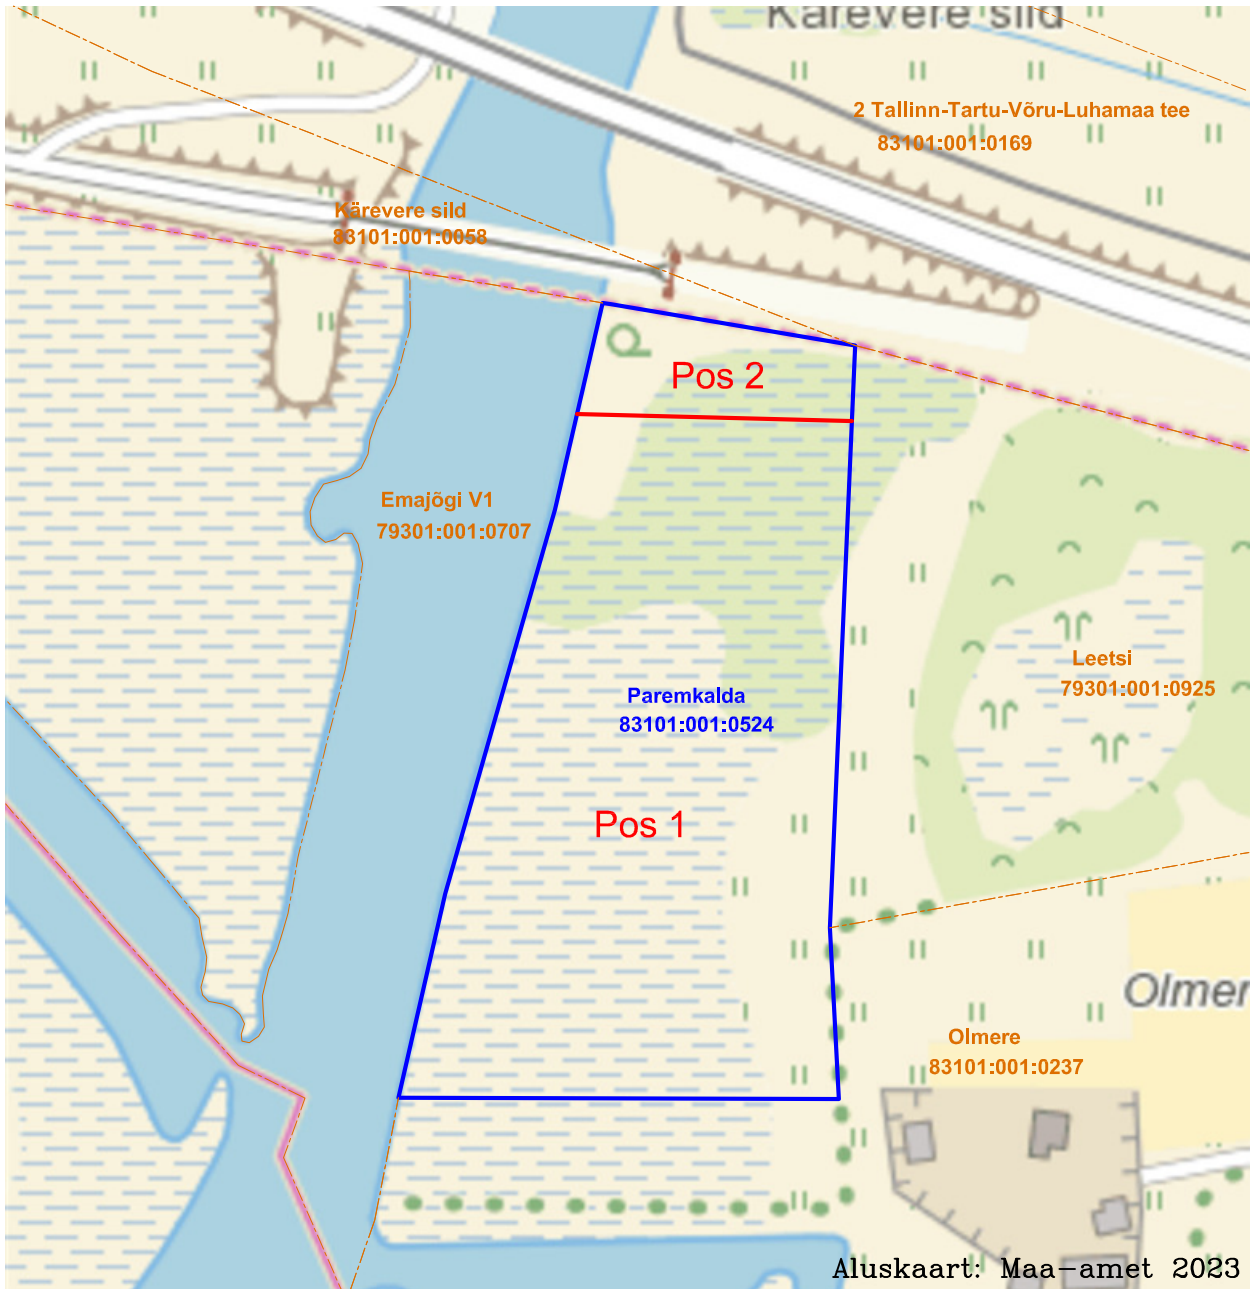 Kärevere sild
2 Tallinn-Tartu-Võru-Luhamaa tee
83101:001:0169
Kärevere sild
83101:001:0058
Pos 2
Emajõgi V1
79301:001:0707
Leetsi
79301:001:0925
Paremkalda
83101:001:0524
Pos 1
Olmer
Olmere
83101:001:0237
Aluskaart: Maa-amet 2023